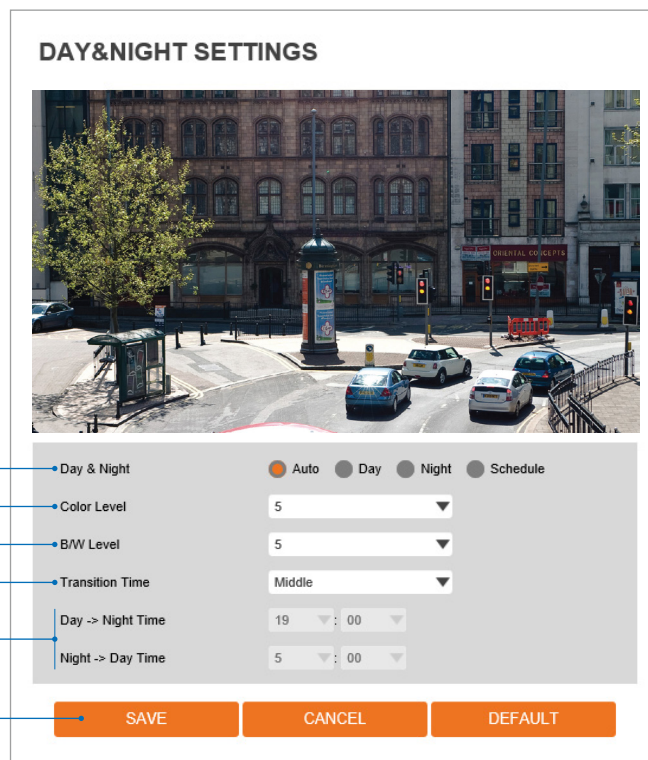 DAY&NIGHT SETTINGS
ORIENTAL CONCEPTS
Day & Night Auto Day Night Schedule
Color Level 5
B/W Level 5
Transition Time Middle
Day -> Night Time 19 : 00
Night -> Day Time 5 : 00
SAVE CANCEL DEFAULT